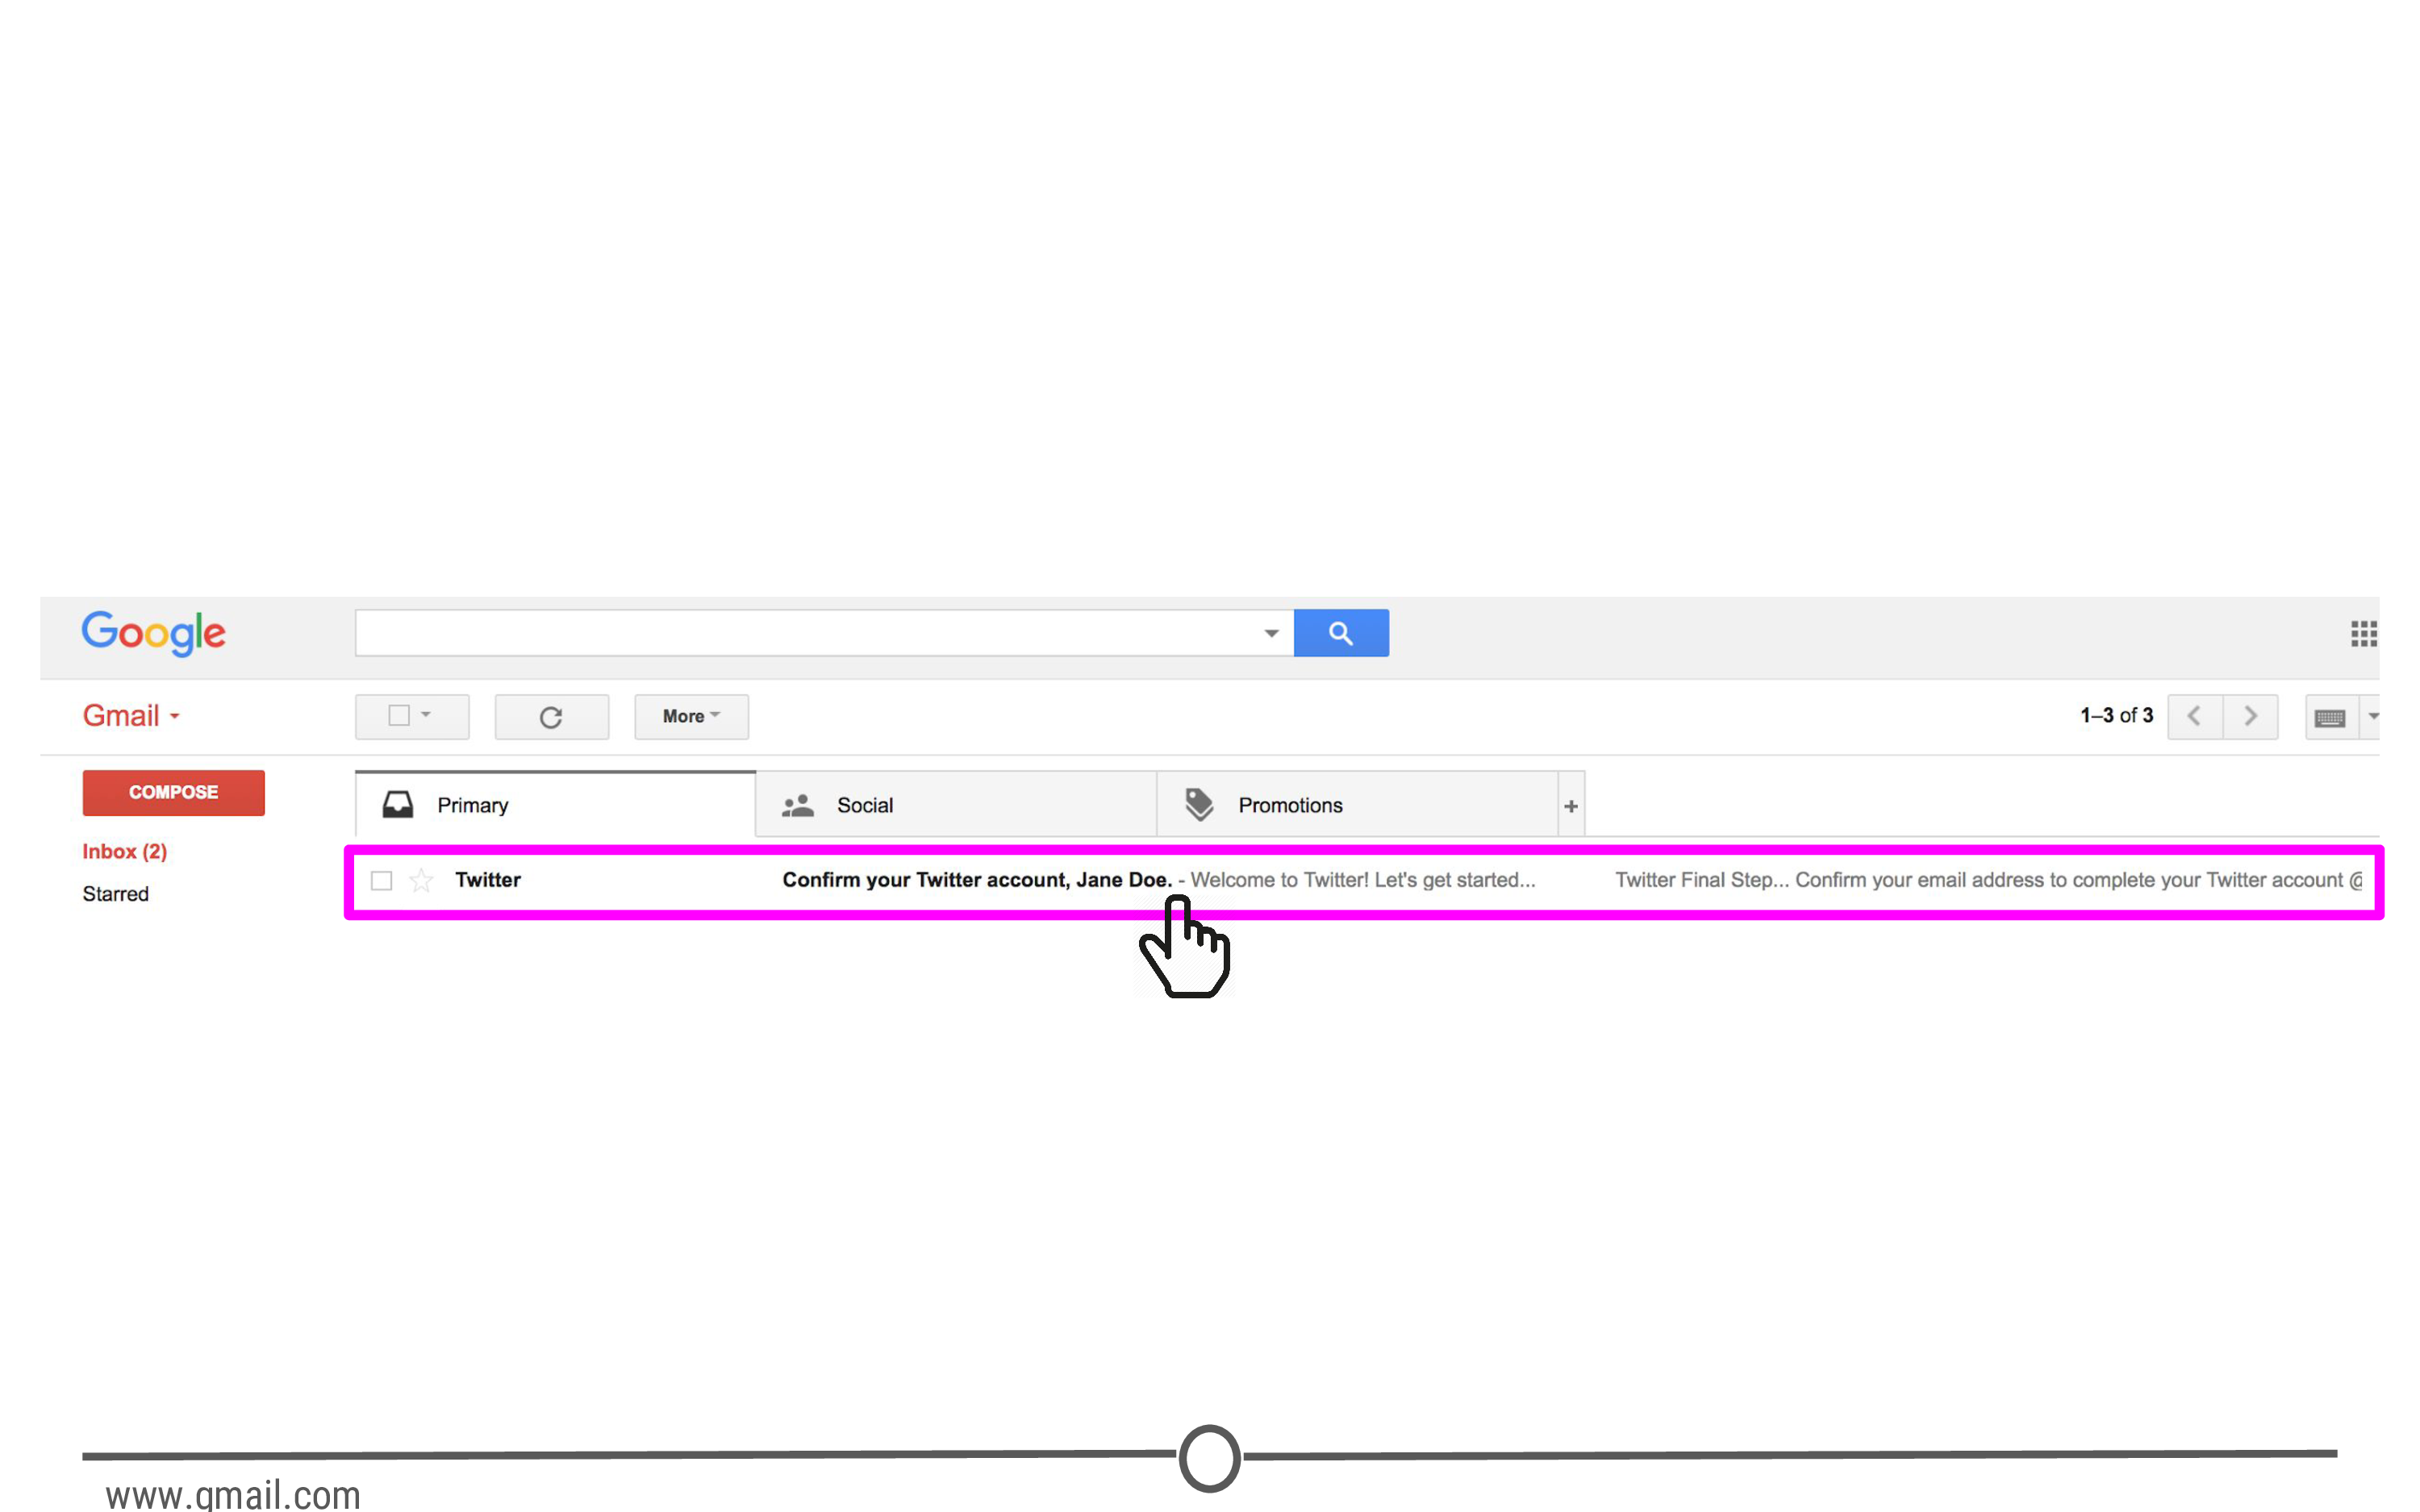 Google
Gmail
More
1–3 of 3
COMPOSE
Primary
Social
Promotions
+
Inbox (2)
Twitter
Confirm your Twitter account, Jane Doe. - Welcome to Twitter! Let's get started... Twitter Final Step... Confirm your email address to complete your Twitter account @
Starred
www.gmail.com